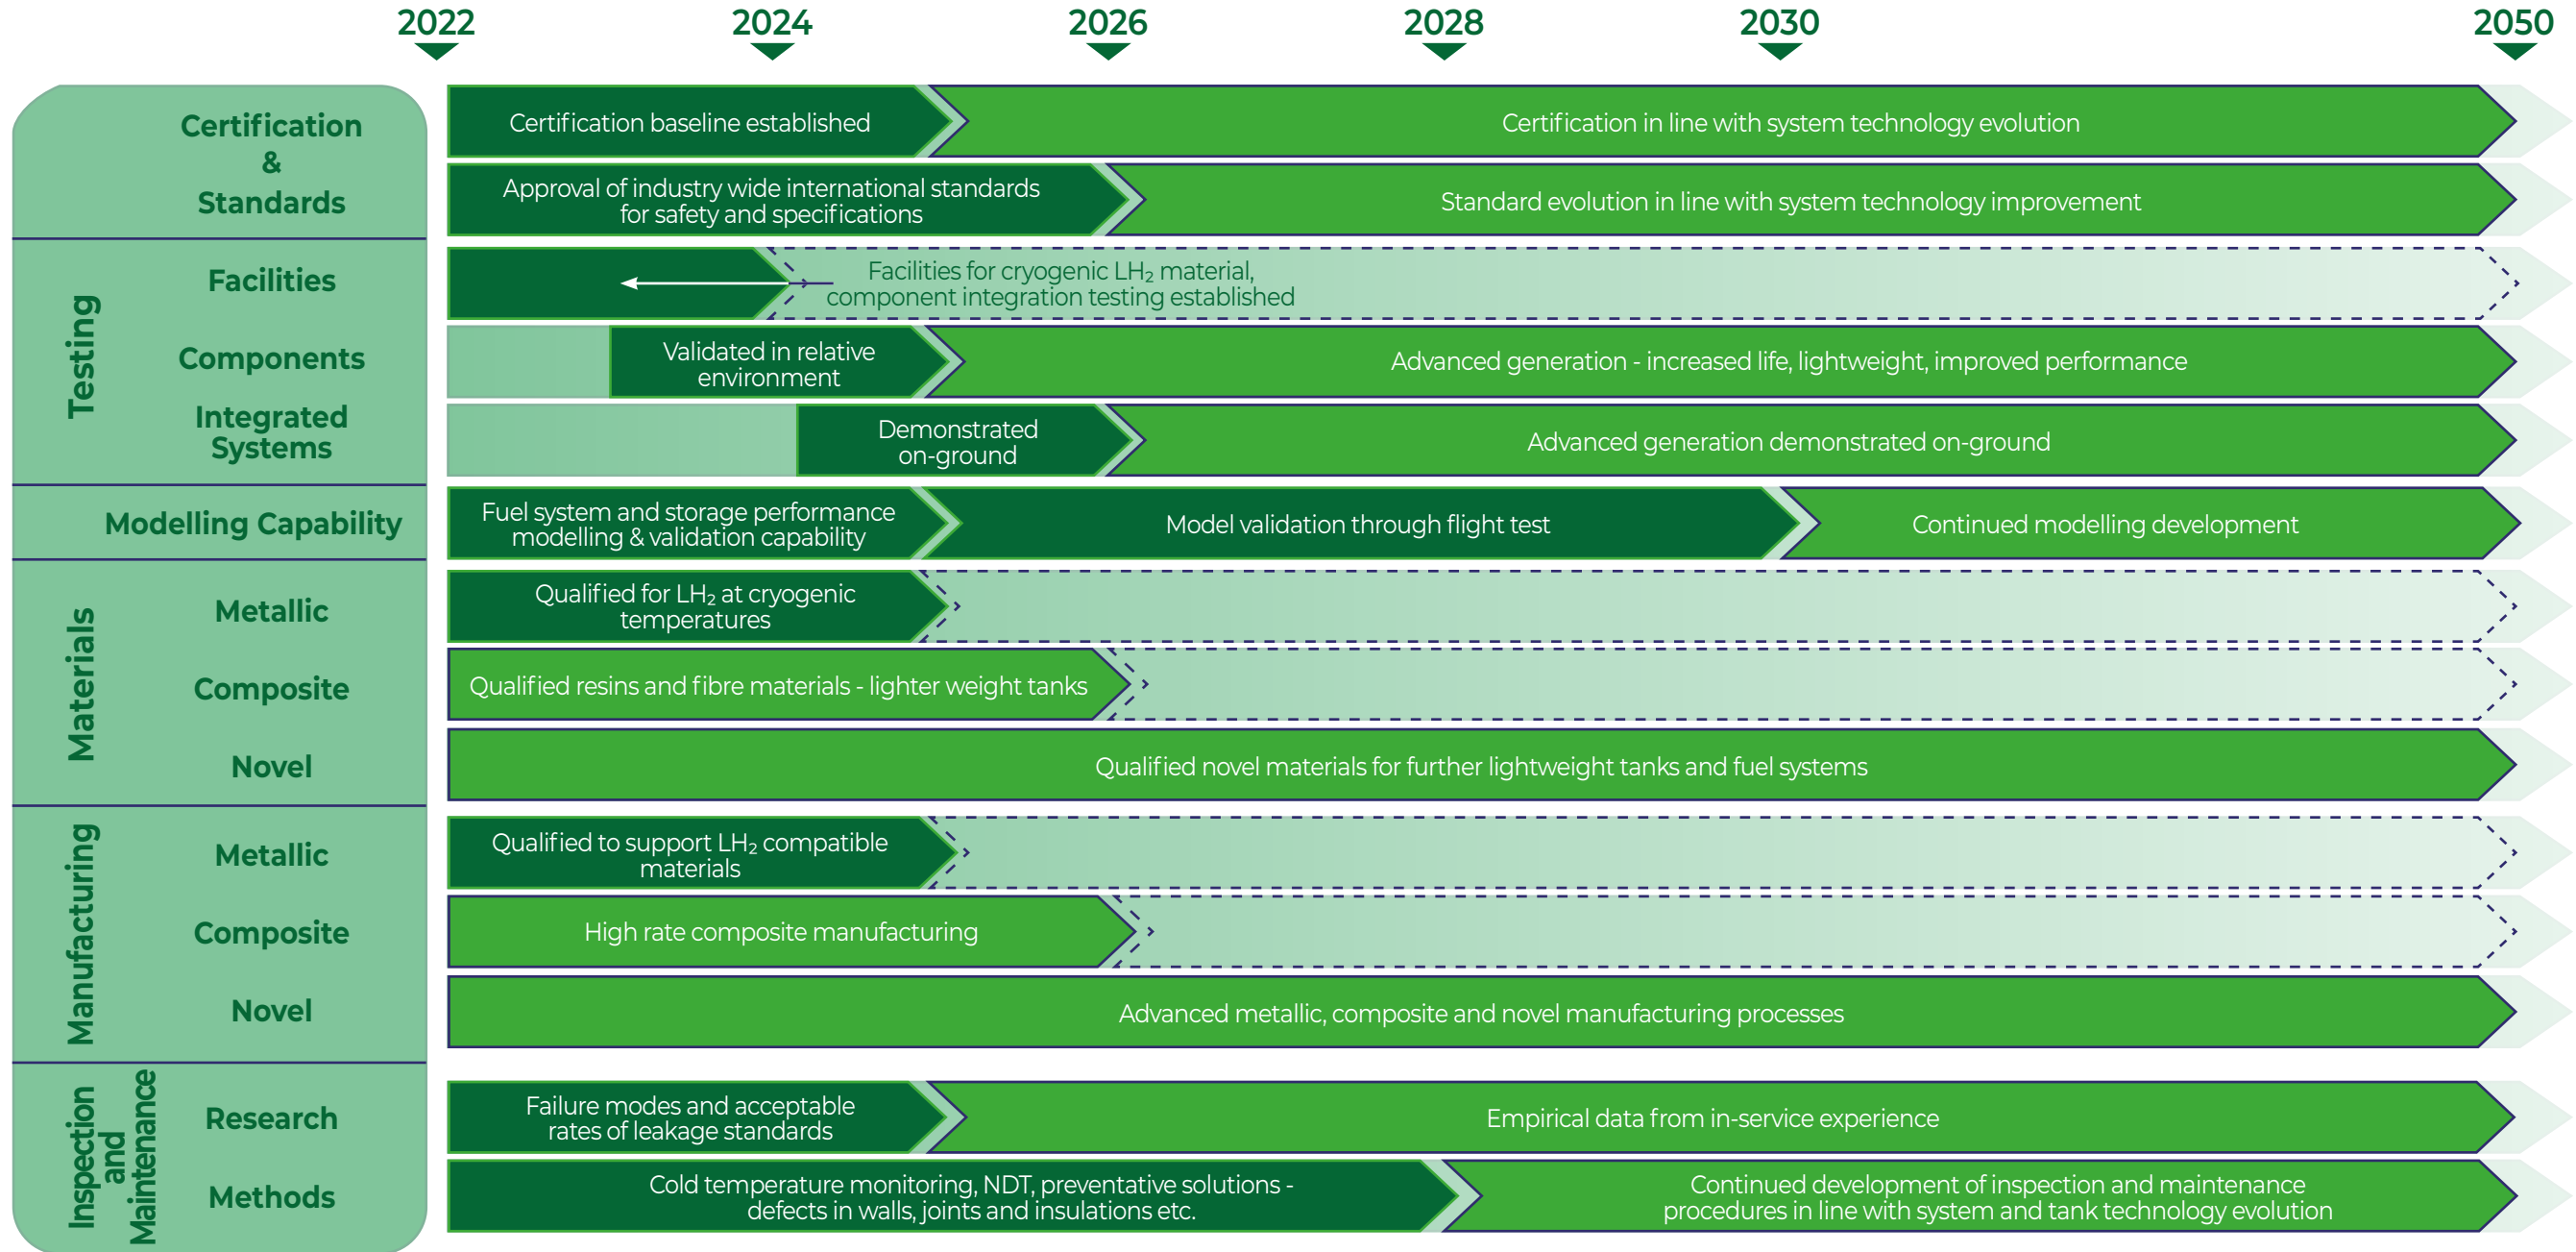 2022 2024 2026 2028 2030 2050
Certification
&
Standards
Certification baseline established
Certification in line with system technology evolution
Approval of industry wide international standards
for safety and specifications
Standard evolution in line with system technology improvement
Testing
Facilities
Facilities for cryogenic LH₂ material,
component integration testing established
Components
Validated in relative
environment
Advanced generation - increased life, lightweight, improved performance
Integrated
Systems
Demonstrated
on-ground
Advanced generation demonstrated on-ground
Modelling Capability
Fuel system and storage performance
modelling & validation capability
Model validation through flight test
Continued modelling development
Materials
Metallic
Qualified for LH₂ at cryogenic
temperatures
Composite
Qualified resins and fibre materials - lighter weight tanks
Novel
Qualified novel materials for further lightweight tanks and fuel systems
Manufacturing
Metallic
Qualified to support LH₂ compatible
materials
Composite
High rate composite manufacturing
Novel
Advanced metallic, composite and novel manufacturing processes
Inspection
and
Maintenance
Research
Failure modes and acceptable
rates of leakage standards
Empirical data from in-service experience
Methods
Cold temperature monitoring, NDT, preventative solutions -
defects in walls, joints and insulations etc.
Continued development of inspection and maintenance
procedures in line with system and tank technology evolution